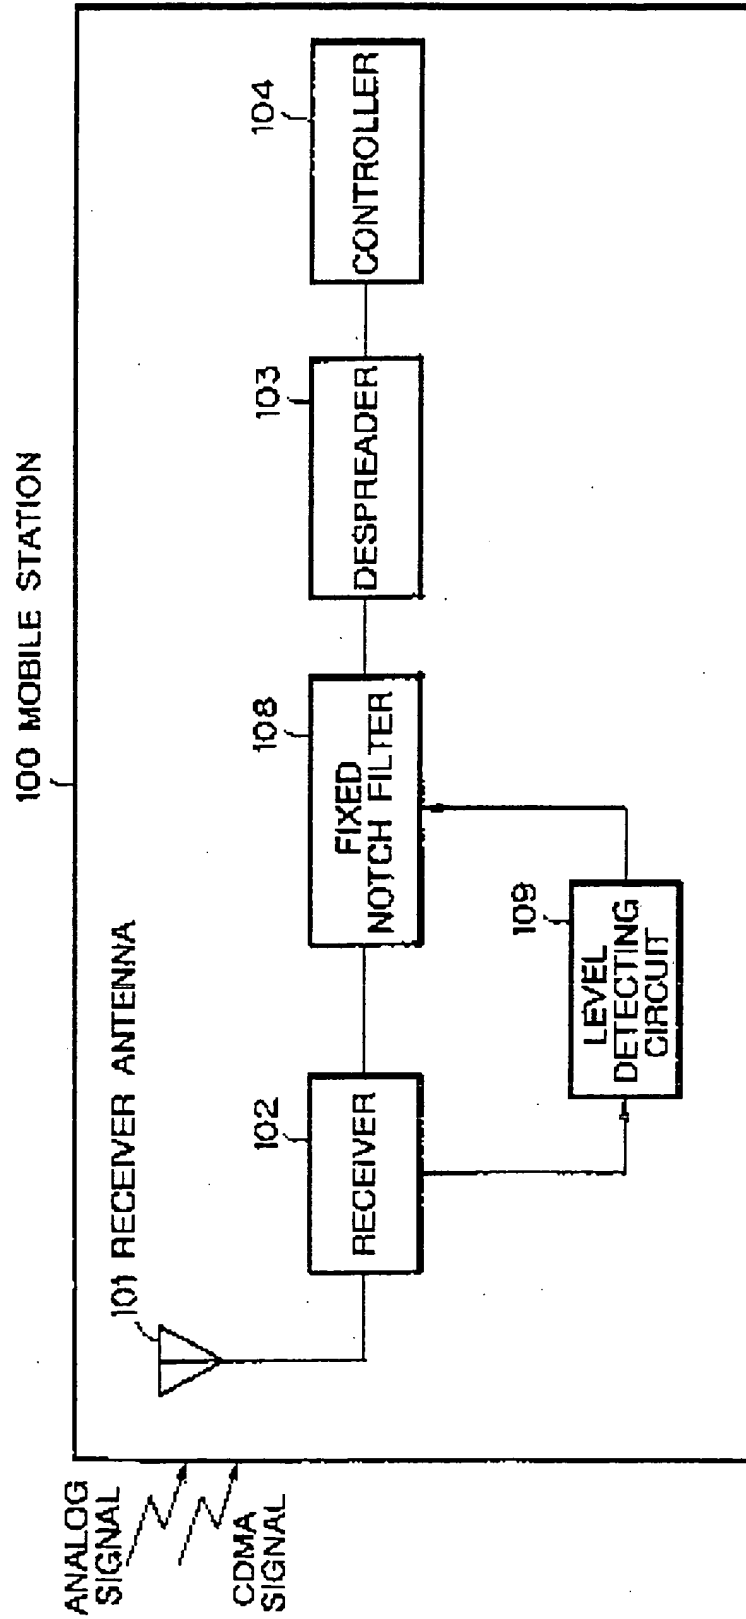 100 MOBILE STATION
ANALOG
SIGNAL
CDMA
SIGNAL
101 RECEIVER ANTENNA
102
RECEIVER
108
FIXED
NOTCH FILTER
103
DESPREADER
104
CONTROLLER
109
LEVEL
DETECTING
CIRCUIT